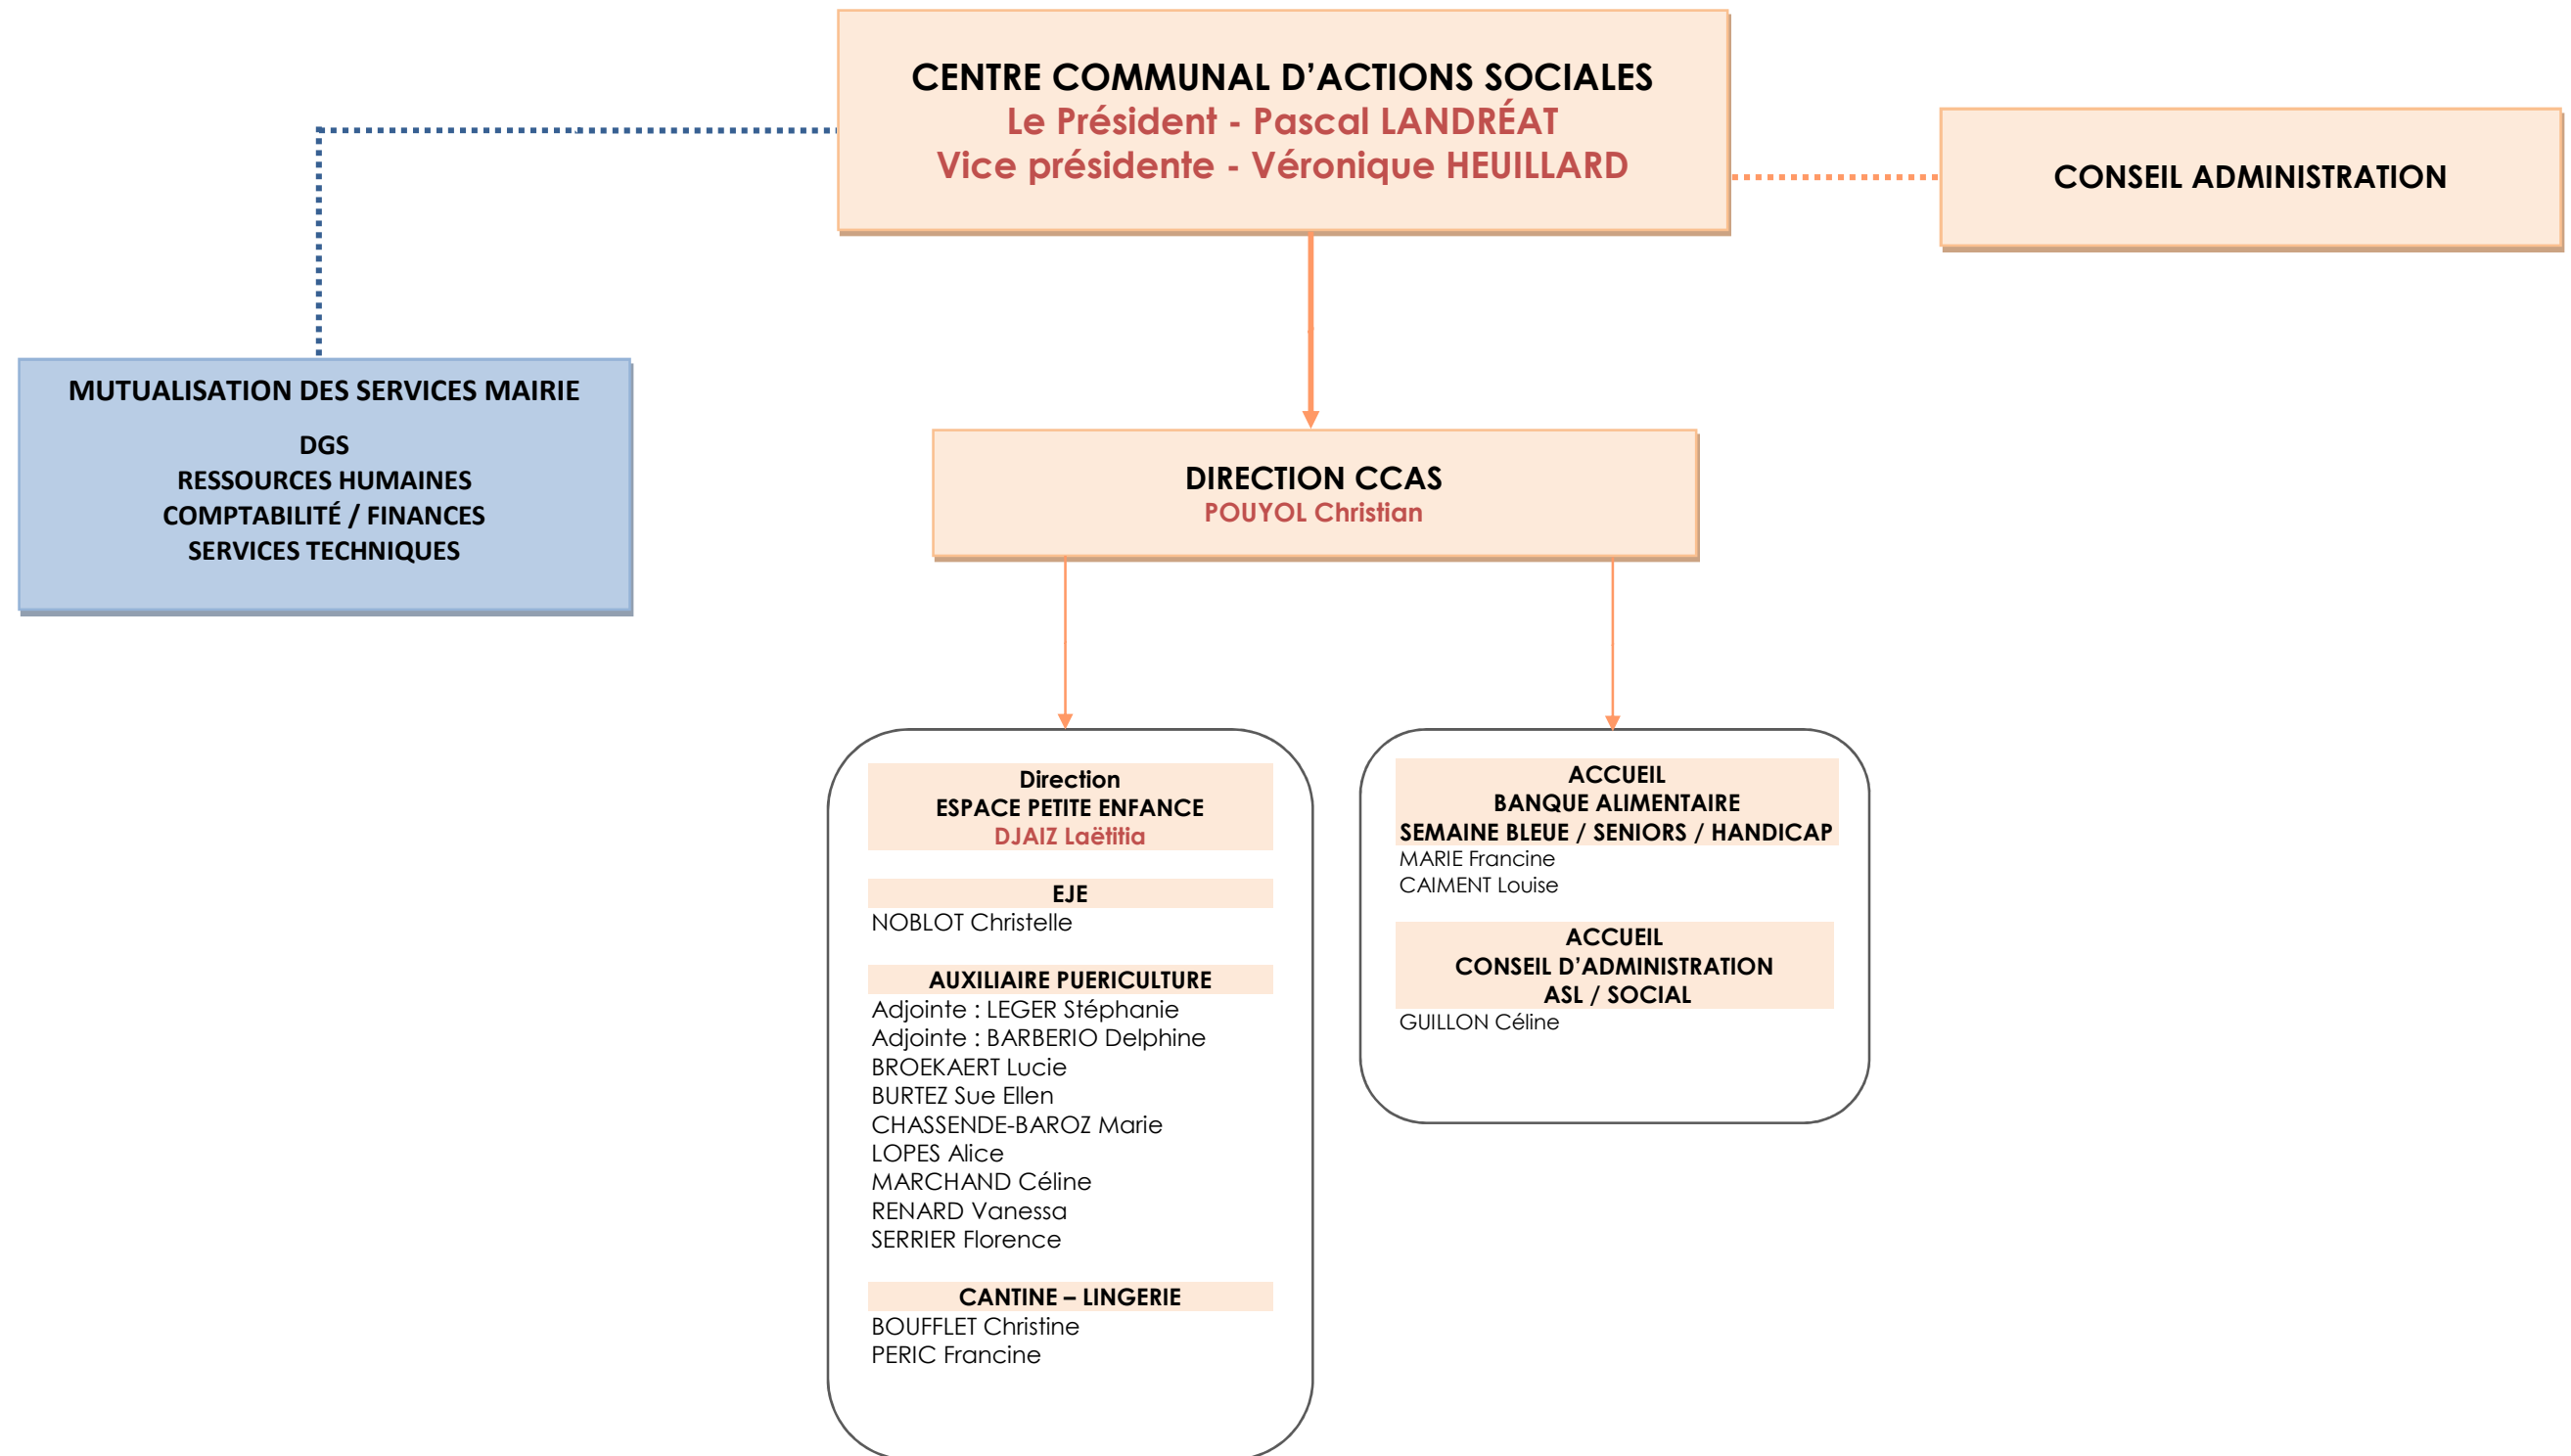 CENTRE COMMUNAL D’ACTIONS SOCIALES
Le Président - Pascal LANDRÉAT
Vice présidente - Véronique HEUILLARD
CONSEIL ADMINISTRATION
MUTUALISATION DES SERVICES MAIRIE
DGS
RESSOURCES HUMAINES
COMPTABILITÉ / FINANCES
SERVICES TECHNIQUES
DIRECTION CCAS
POUYOL Christian
Direction
ESPACE PETITE ENFANCE
DJAIZ Laëtitia
EJE
NOBLOT Christelle
AUXILIAIRE PUERICULTURE
Adjointe : LEGER Stéphanie
Adjointe : BARBERIO Delphine
BROEKAERT Lucie
BURTEZ Sue Ellen
CHASSENDE-BAROZ Marie
LOPES Alice
MARCHAND Céline
RENARD Vanessa
SERRIER Florence
CANTINE – LINGERIE
BOUFFLET Christine
PERIC Francine
ACCUEIL
BANQUE ALIMENTAIRE
SEMAINE BLEUE / SENIORS / HANDICAP
MARIE Francine
CAIMENT Louise
ACCUEIL
CONSEIL D’ADMINISTRATION
ASL / SOCIAL
GUILLON Céline